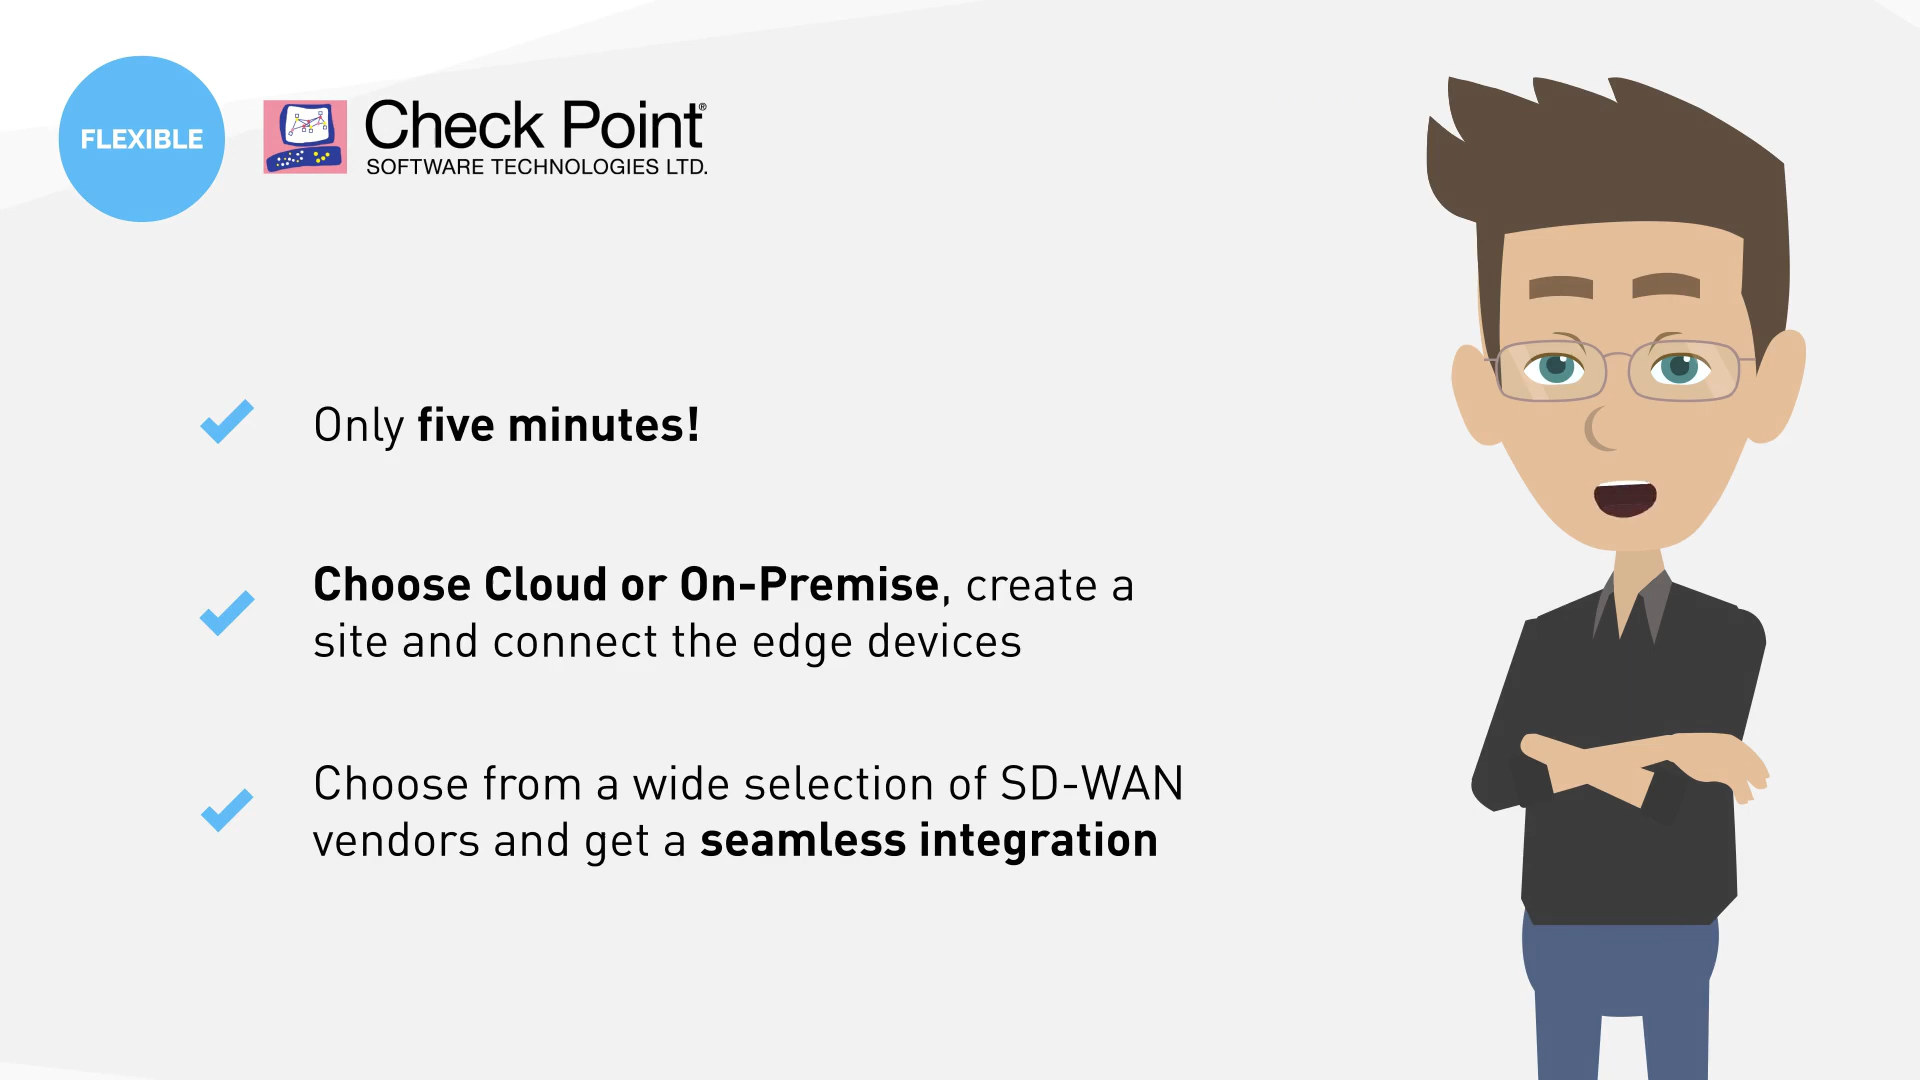 FLEXIBLE
Check Point®
SOFTWARE TECHNOLOGIES LTD.
Only five minutes!
Choose Cloud or On-Premise, create a
site and connect the edge devices
Choose from a wide selection of SD-WAN
vendors and get a seamless integration